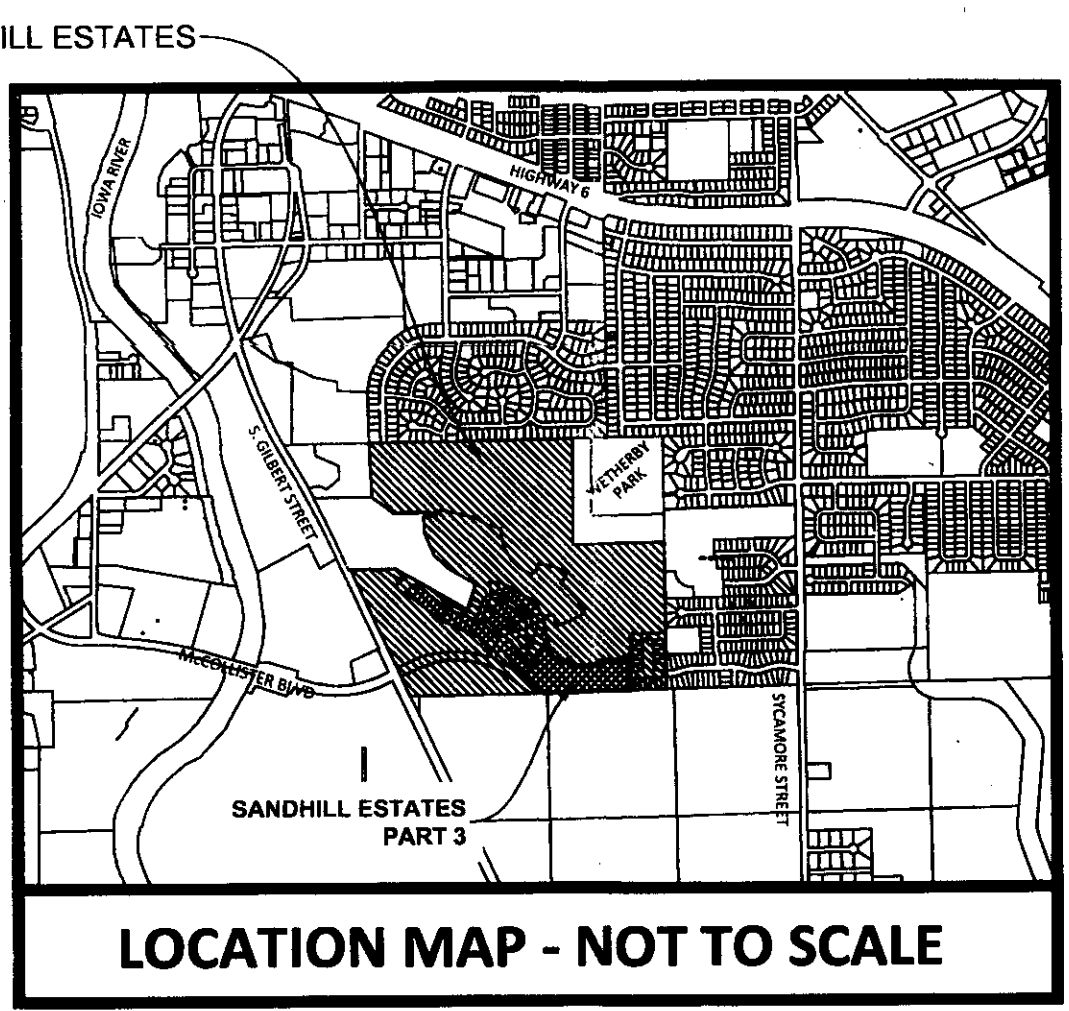 ILL ESTATES
IOWA RIVER
HIGHWAY 6
S. GILBERT STREET
WETHERBY
PARK
MCCOLLISTER BLVD
SYCAMORE STREET
SANDHILL ESTATES
PART 3
LOCATION MAP - NOT TO SCALE